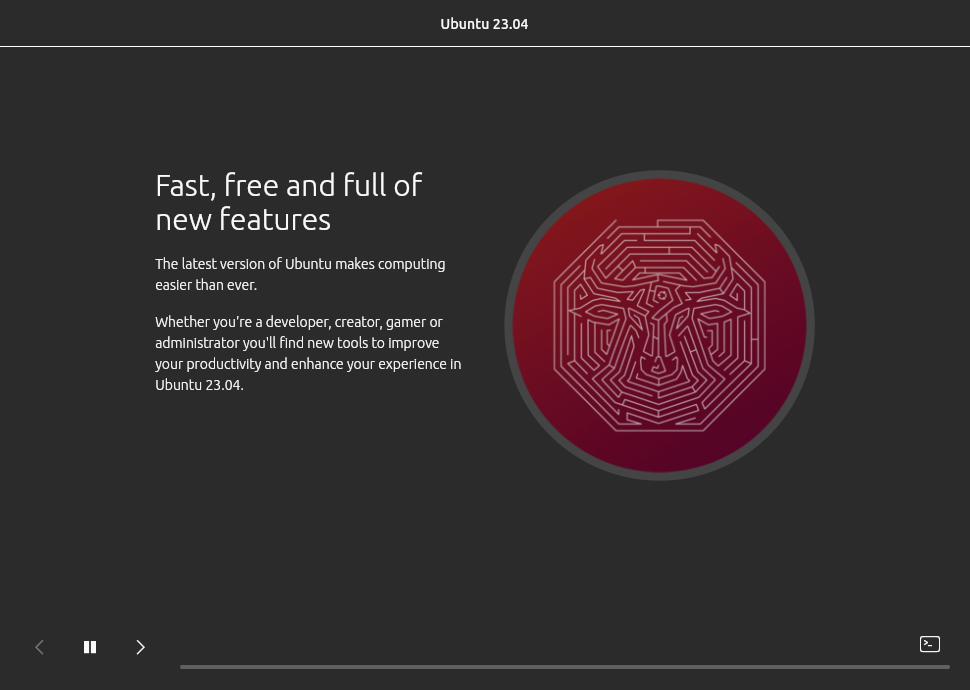 Ubuntu 23.04
Fast, free and full of
new features
The latest version of Ubuntu makes computing
easier than ever.
Whether you're a developer, creator, gamer or
administrator you'll find new tools to improve
your productivity and enhance your experience in
Ubuntu 23.04.